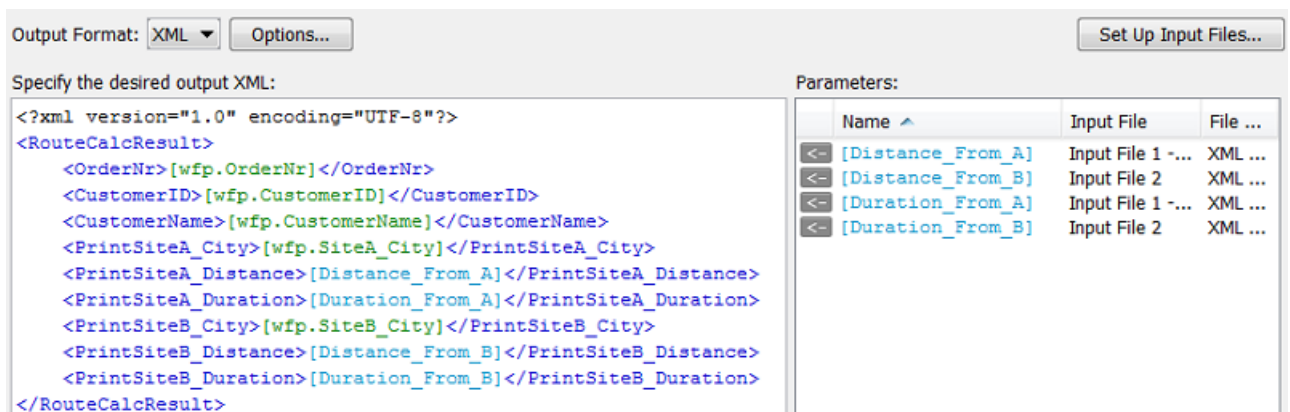 Output Format: XML Options... Set Up Input Files...
Specify the desired output XML:
<?xml version="1.0" encoding="UTF-8"?>
<RouteCalcResult>
<OrderNr>[wfp.OrderNr]</OrderNr>
<CustomerID>[wfp.CustomerID]</CustomerID>
<CustomerName>[wfp.CustomerName]</CustomerName>
<PrintSiteA_City>[wfp.SiteA_City]</PrintSiteA_City>
<PrintSiteA_Distance>[Distance_From_A]</PrintSiteA_Distance>
<PrintSiteA_Duration>[Duration_From_A]</PrintSiteA_Duration>
<PrintSiteB_City>[wfp.SiteB_City]</PrintSiteB_City>
<PrintSiteB_Distance>[Distance_From_B]</PrintSiteB_Distance>
<PrintSiteB_Duration>[Duration_From_B]</PrintSiteB_Duration>
</RouteCalcResult>
Parameters:
Name Input File File ...
<- [Distance_From_A] Input File 1 -... XML ...
<- [Distance_From_B] Input File 2 XML ...
<- [Duration_From_A] Input File 1 -... XML ...
<- [Duration_From_B] Input File 2 XML ...